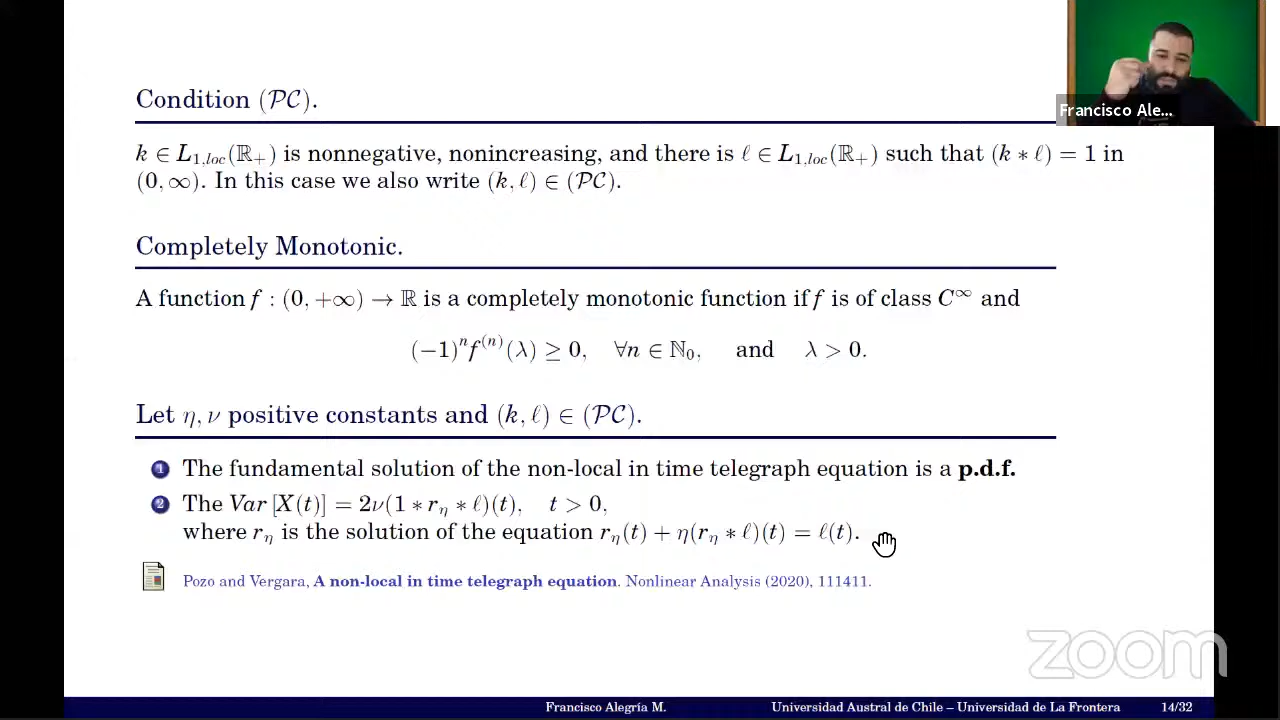 Condition (𝒫𝒞).
k ∈ L₁,ₗₒ𝒸(ℝ₊) is nonnegative, nonincreasing, and there is ℓ ∈ L₁,ₗₒ𝒸(ℝ₊) such that (k ∗ ℓ) = 1 in
(0, ∞). In this case we also write (k, ℓ) ∈ (𝒫𝒞).
Completely Monotonic.
A function f : (0, +∞) → ℝ is a completely monotonic function if f is of class C^∞ and
(−1)ⁿf⁽ⁿ⁾(λ) ≥ 0, ∀n ∈ ℕ₀, and λ > 0.
Let η, ν positive constants and (k, ℓ) ∈ (𝒫𝒞).
1 The fundamental solution of the non-local in time telegraph equation is a p.d.f.
2 The Var [X(t)] = 2ν(1 ∗ r_η ∗ ℓ)(t), t > 0,
where r_η is the solution of the equation r_η(t) + η(r_η ∗ ℓ)(t) = ℓ(t).
Pozo and Vergara, A non-local in time telegraph equation. Nonlinear Analysis (2020), 111411.
Francisco Ale...
zoom
Francisco Alegría M. Universidad Austral de Chile – Universidad de La Frontera 14/32